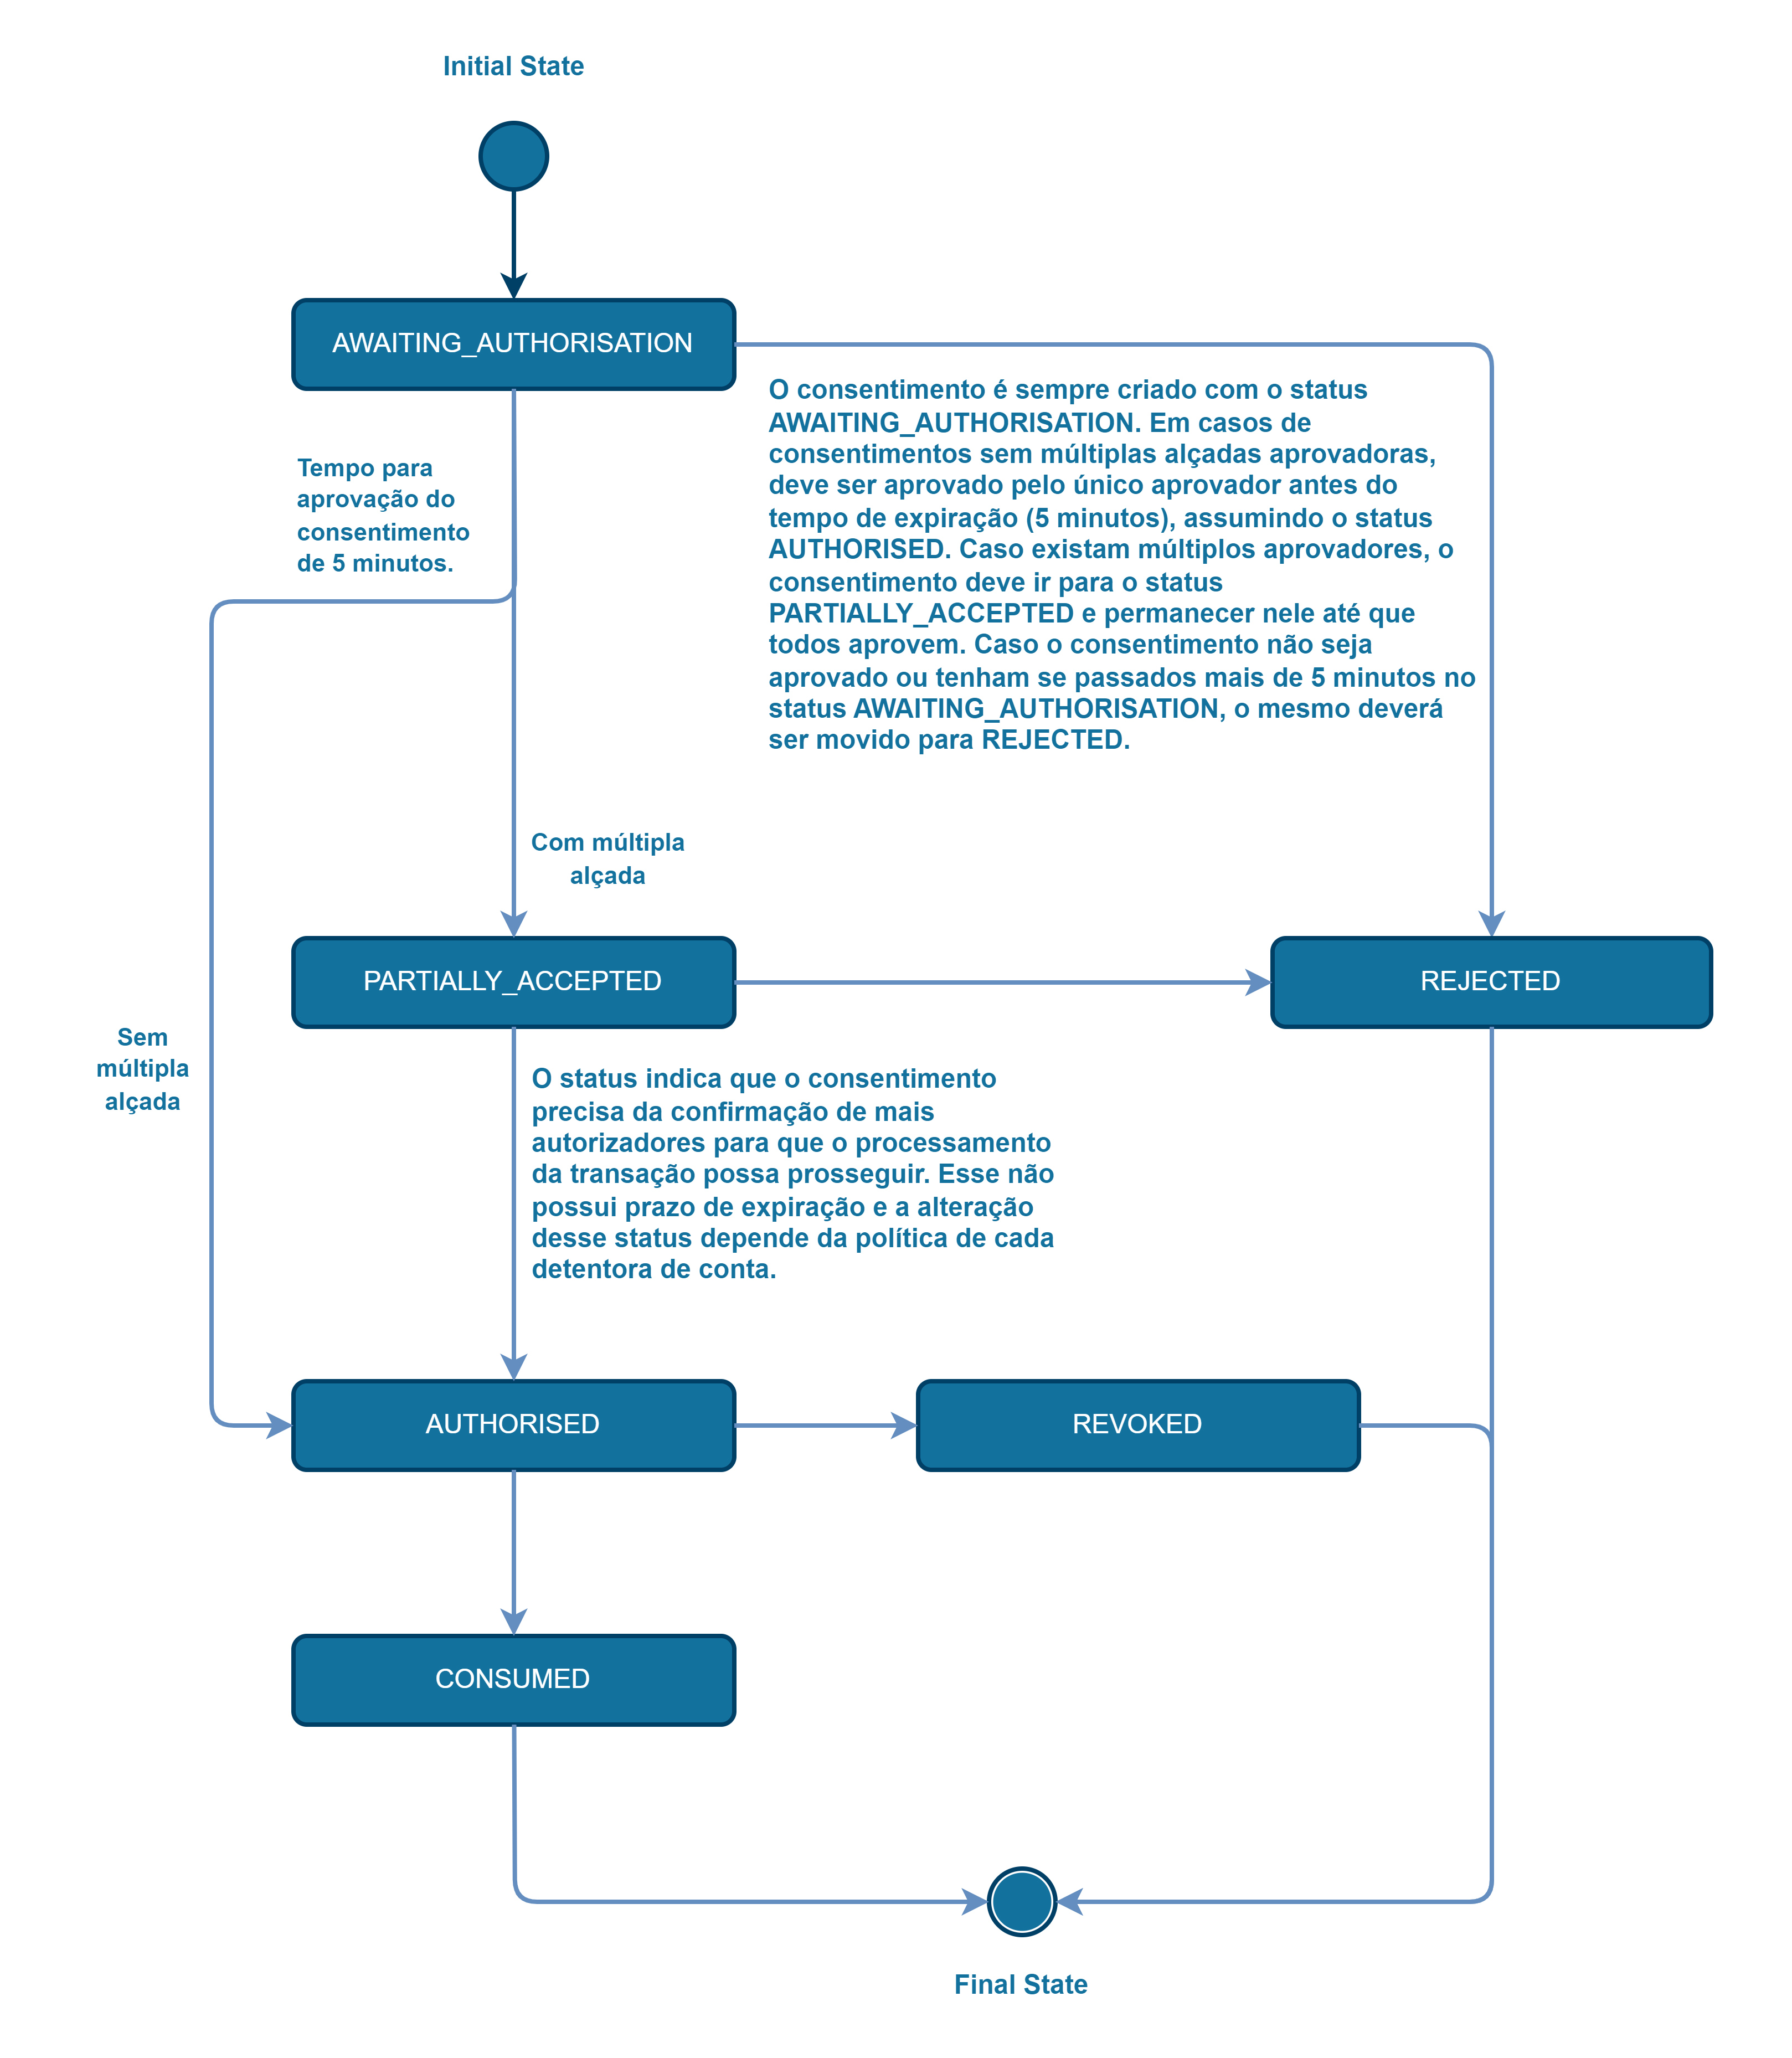 Initial State
AWAITING_AUTHORISATION
O consentimento é sempre criado com o status
AWAITING_AUTHORISATION. Em casos de
consentimentos sem múltiplas alçadas aprovadoras,
deve ser aprovado pelo único aprovador antes do
tempo de expiração (5 minutos), assumindo o status
AUTHORISED. Caso existam múltiplos aprovadores, o
consentimento deve ir para o status
PARTIALLY_ACCEPTED e permanecer nele até que
todos aprovem. Caso o consentimento não seja
aprovado ou tenham se passados mais de 5 minutos no
status AWAITING_AUTHORISATION, o mesmo deverá
ser movido para REJECTED.
Tempo para
aprovação do
consentimento
de 5 minutos.
Com múltipla
alçada
PARTIALLY_ACCEPTED
REJECTED
Sem
múltipla
alçada
O status indica que o consentimento
precisa da confirmação de mais
autorizadores para que o processamento
da transação possa prosseguir. Esse não
possui prazo de expiração e a alteração
desse status depende da política de cada
detentora de conta.
AUTHORISED
REVOKED
CONSUMED
Final State